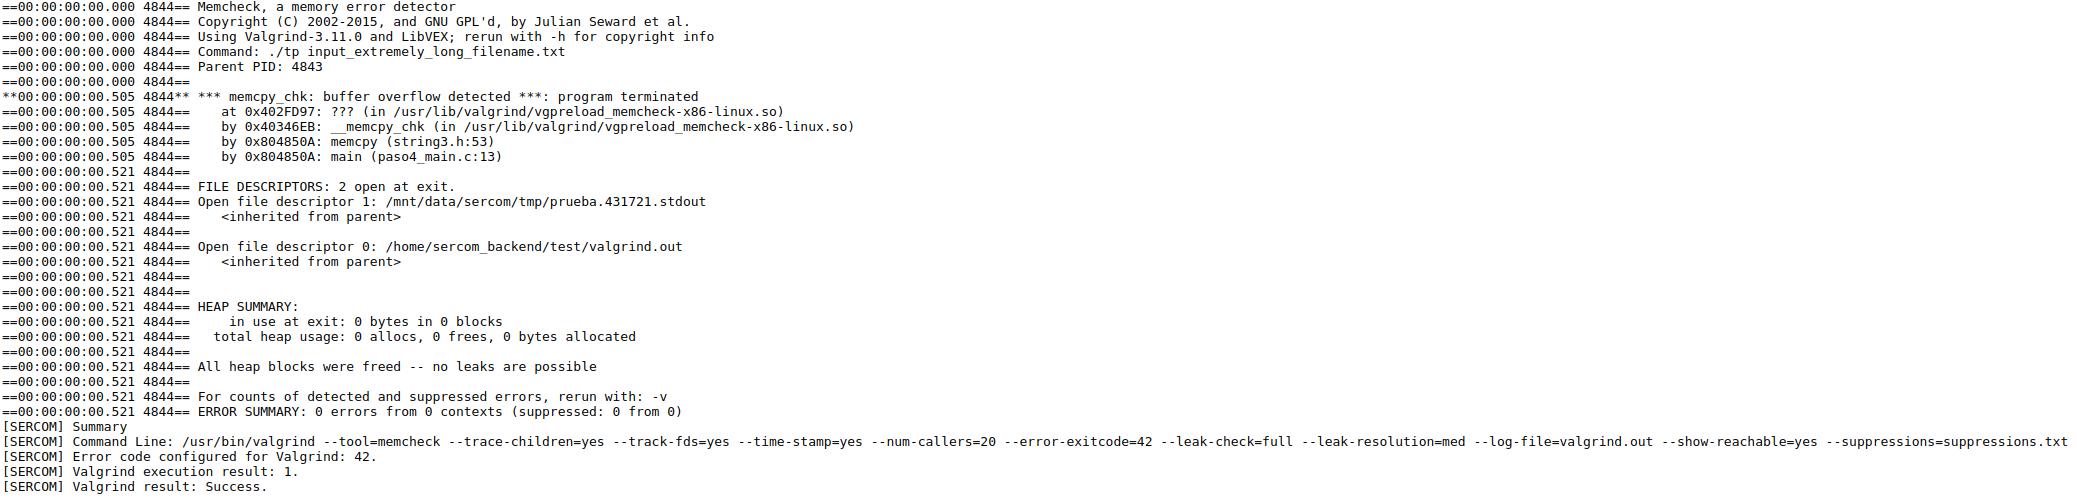 ==00:00:00:00.000 4844== Memcheck, a memory error detector
==00:00:00:00.000 4844== Copyright (C) 2002-2015, and GNU GPL'd, by Julian Seward et al.
==00:00:00:00.000 4844== Using Valgrind-3.11.0 and LibVEX; rerun with -h for copyright info
==00:00:00:00.000 4844== Command: ./tp input_extremely_long_filename.txt
==00:00:00:00.000 4844== Parent PID: 4843
==00:00:00:00.000 4844==
**00:00:00:00.505 4844** *** memcpy_chk: buffer overflow detected ***: program terminated
==00:00:00:00.505 4844==    at 0x402FD97: ??? (in /usr/lib/valgrind/vgpreload_memcheck-x86-linux.so)
==00:00:00:00.505 4844==    by 0x40346EB: __memcpy_chk (in /usr/lib/valgrind/vgpreload_memcheck-x86-linux.so)
==00:00:00:00.505 4844==    by 0x804850A: memcpy (string3.h:53)
==00:00:00:00.505 4844==    by 0x804850A: main (paso4_main.c:13)
==00:00:00:00.521 4844==
==00:00:00:00.521 4844== FILE DESCRIPTORS: 2 open at exit.
==00:00:00:00.521 4844== Open file descriptor 1: /mnt/data/sercom/tmp/prueba.431721.stdout
==00:00:00:00.521 4844==    <inherited from parent>
==00:00:00:00.521 4844==
==00:00:00:00.521 4844== Open file descriptor 0: /home/sercom_backend/test/valgrind.out
==00:00:00:00.521 4844==    <inherited from parent>
==00:00:00:00.521 4844==
==00:00:00:00.521 4844==
==00:00:00:00.521 4844== HEAP SUMMARY:
==00:00:00:00.521 4844==     in use at exit: 0 bytes in 0 blocks
==00:00:00:00.521 4844==   total heap usage: 0 allocs, 0 frees, 0 bytes allocated
==00:00:00:00.521 4844==
==00:00:00:00.521 4844== All heap blocks were freed -- no leaks are possible
==00:00:00:00.521 4844==
==00:00:00:00.521 4844== For counts of detected and suppressed errors, rerun with: -v
==00:00:00:00.521 4844== ERROR SUMMARY: 0 errors from 0 contexts (suppressed: 0 from 0)
[SERCOM] Summary
[SERCOM] Command Line: /usr/bin/valgrind --tool=memcheck --trace-children=yes --track-fds=yes --time-stamp=yes --num-callers=20 --error-exitcode=42 --leak-check=full --leak-resolution=med --log-file=valgrind.out --show-reachable=yes --suppressions=suppressions.txt
[SERCOM] Error code configured for Valgrind: 42.
[SERCOM] Valgrind execution result: 1.
[SERCOM] Valgrind result: Success.